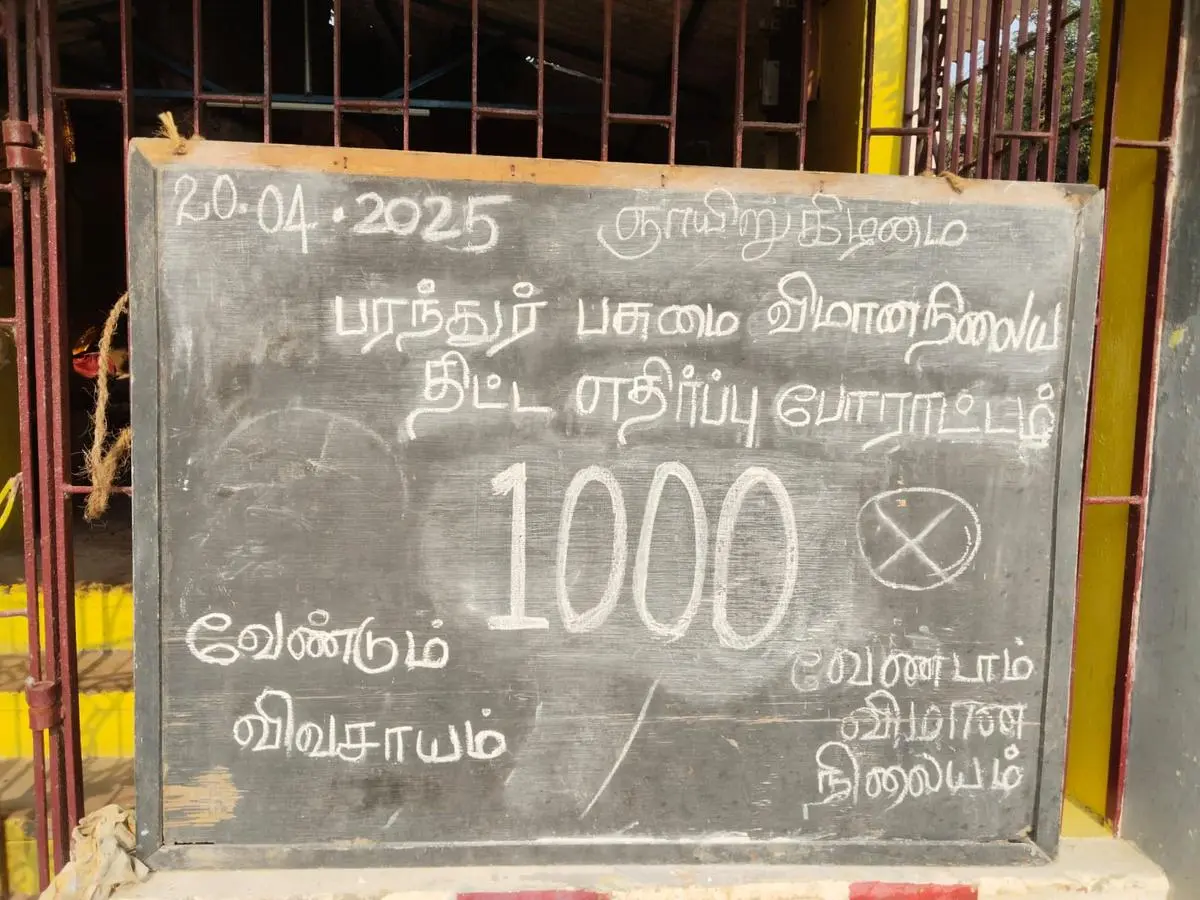 20.04.2025 ஞாயிறுகிழமை
பரந்தூர் பசுமை விமானநிலைய
திட்ட எதிர்ப்பு போராட்டம்
1000
வேண்டும்
விவசாயம்
வேண்டாம்
விமான
நிலையம்